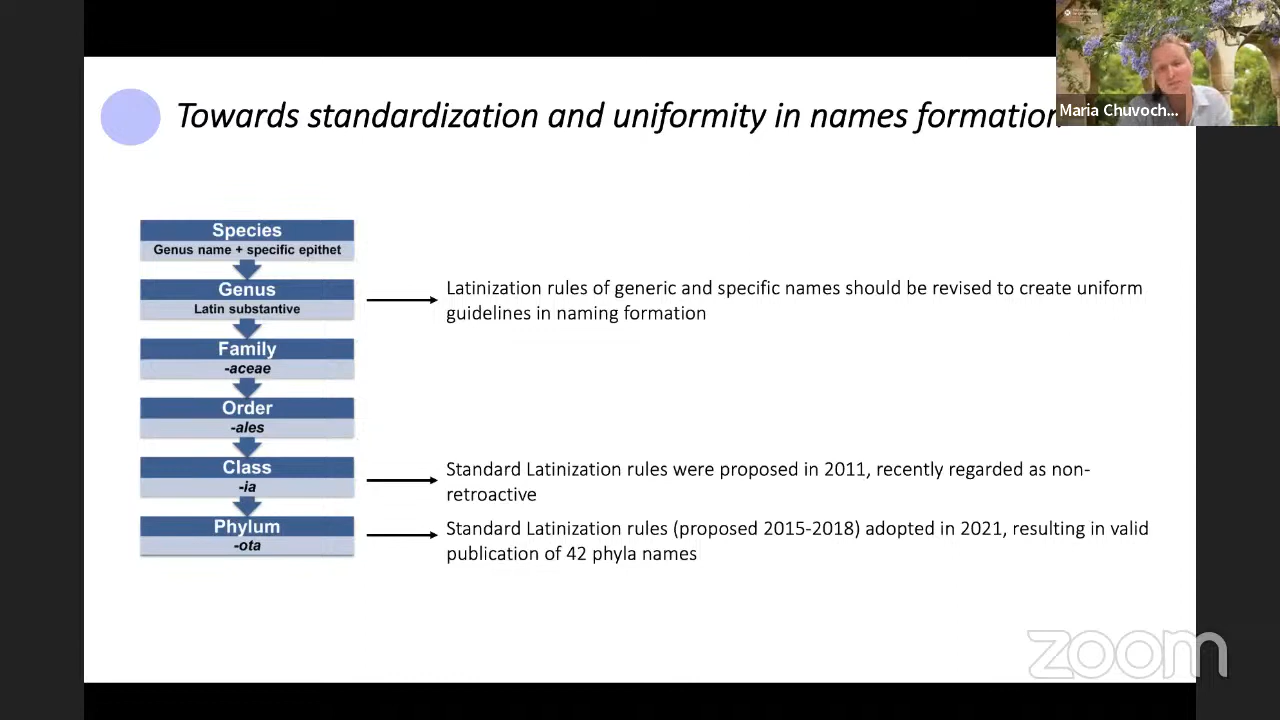 Towards standardization and uniformity in names formation
Maria Chuvoch...
Species
Genus name + specific epithet
Genus
Latin substantive
Latinization rules of generic and specific names should be revised to create uniform
guidelines in naming formation
Family
-aceae
Order
-ales
Class
-ia
Standard Latinization rules were proposed in 2011, recently regarded as non-
retroactive
Phylum
-ota
Standard Latinization rules (proposed 2015-2018) adopted in 2021, resulting in valid
publication of 42 phyla names
zoom